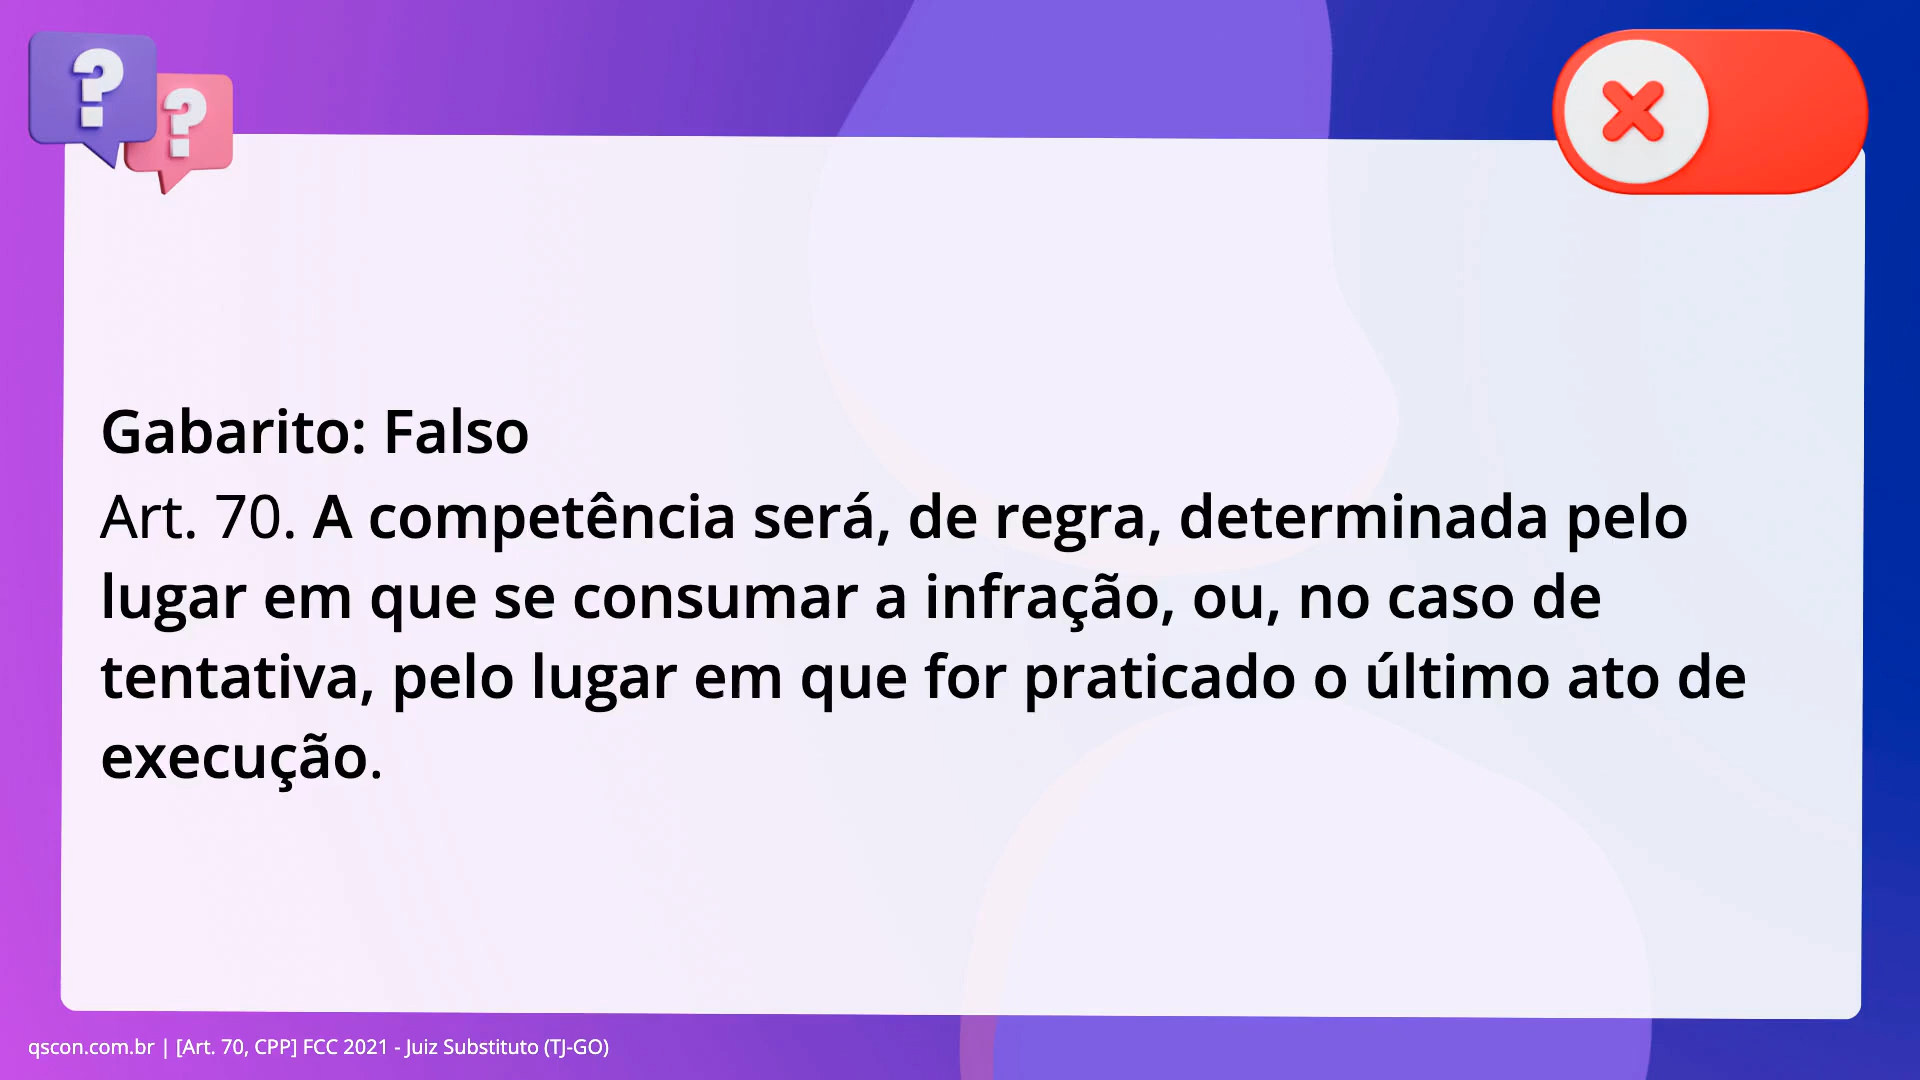 ?
?
Gabarito: Falso
Art. 70. A competência será, de regra, determinada pelo
lugar em que se consumar a infração, ou, no caso de
tentativa, pelo lugar em que for praticado o último ato de
execução.
qscon.com.br | [Art. 70, CPP] FCC 2021 - Juiz Substituto (TJ-GO)